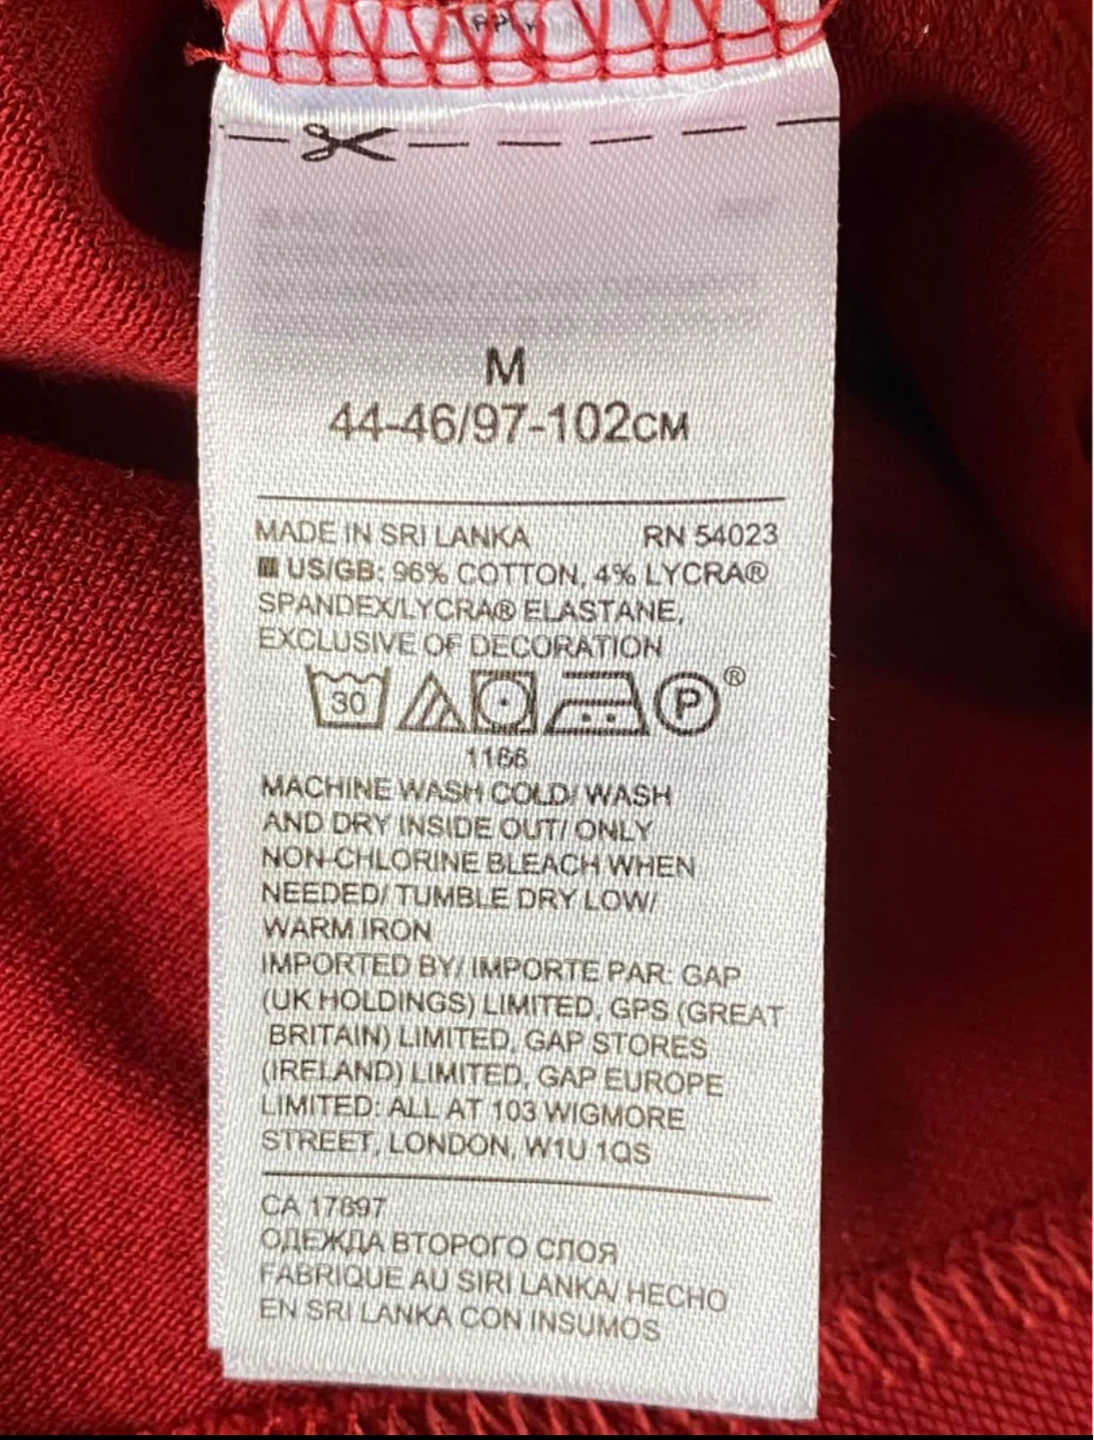 M
44-46/97-102CM
MADE IN SRI LANKA RN 54023
US/GB: 96% COTTON, 4% LYCRA®
SPANDEX/LYCRA® ELASTANE,
EXCLUSIVE OF DECORATION
30 P ®
1166
MACHINE WASH COLD/ WASH
AND DRY INSIDE OUT/ ONLY
NON-CHLORINE BLEACH WHEN
NEEDED/ TUMBLE DRY LOW/
WARM IRON
IMPORTED BY/ IMPORTE PAR: GAP
(UK HOLDINGS) LIMITED, GPS (GREAT
BRITAIN) LIMITED, GAP STORES
(IRELAND) LIMITED, GAP EUROPE
LIMITED: ALL AT 103 WIGMORE
STREET, LONDON, W1U 1QS
CA 17897
ОДЕЖДА ВТОРОГО СЛОЯ
FABRIQUE AU SIRI LANKA/ HECHO
EN SRI LANKA CON INSUMOS